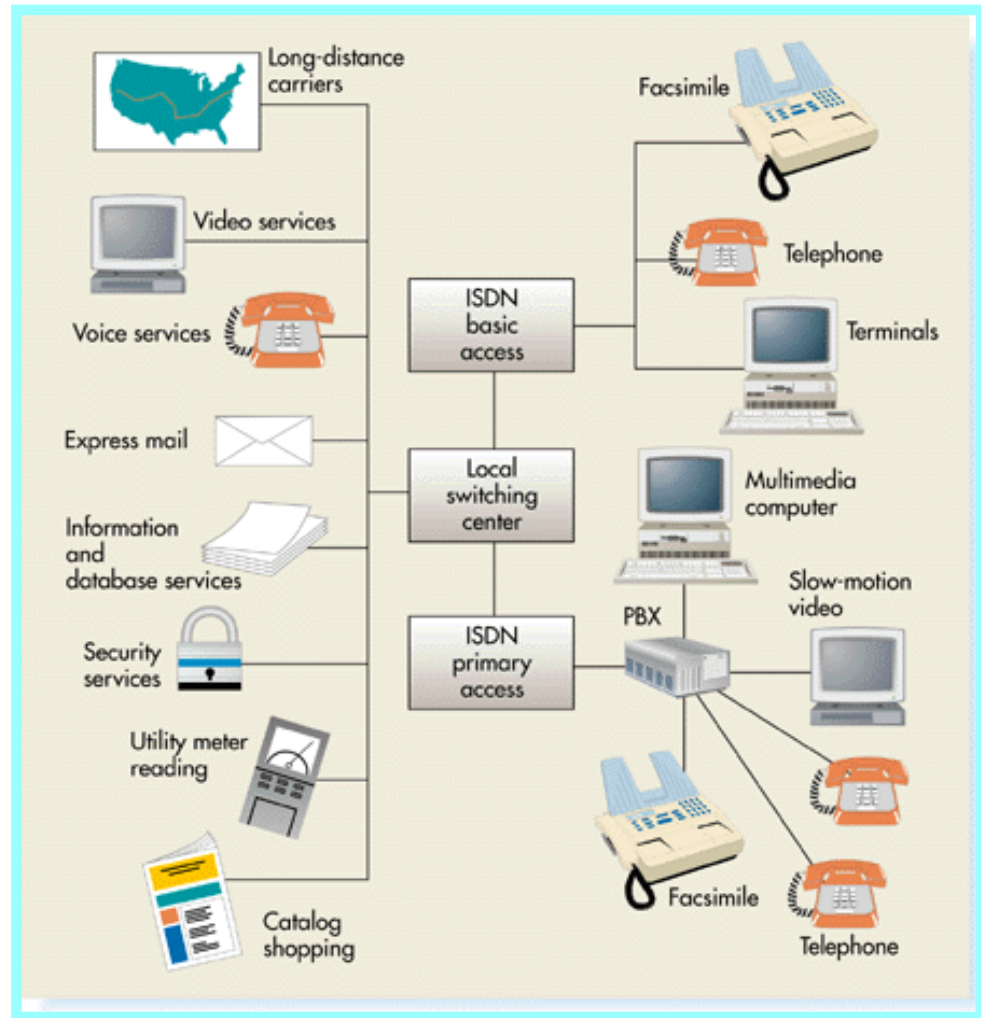 Long-distance
carriers
Video services
Voice services
Express mail
Information
and
database services
Security
services
Utility meter
reading
Catalog
shopping
ISDN
basic
access
Local
switching
center
ISDN
primary
access
Facsimile
Telephone
Terminals
Multimedia
computer
Slow-motion
video
PBX
Facsimile
Telephone